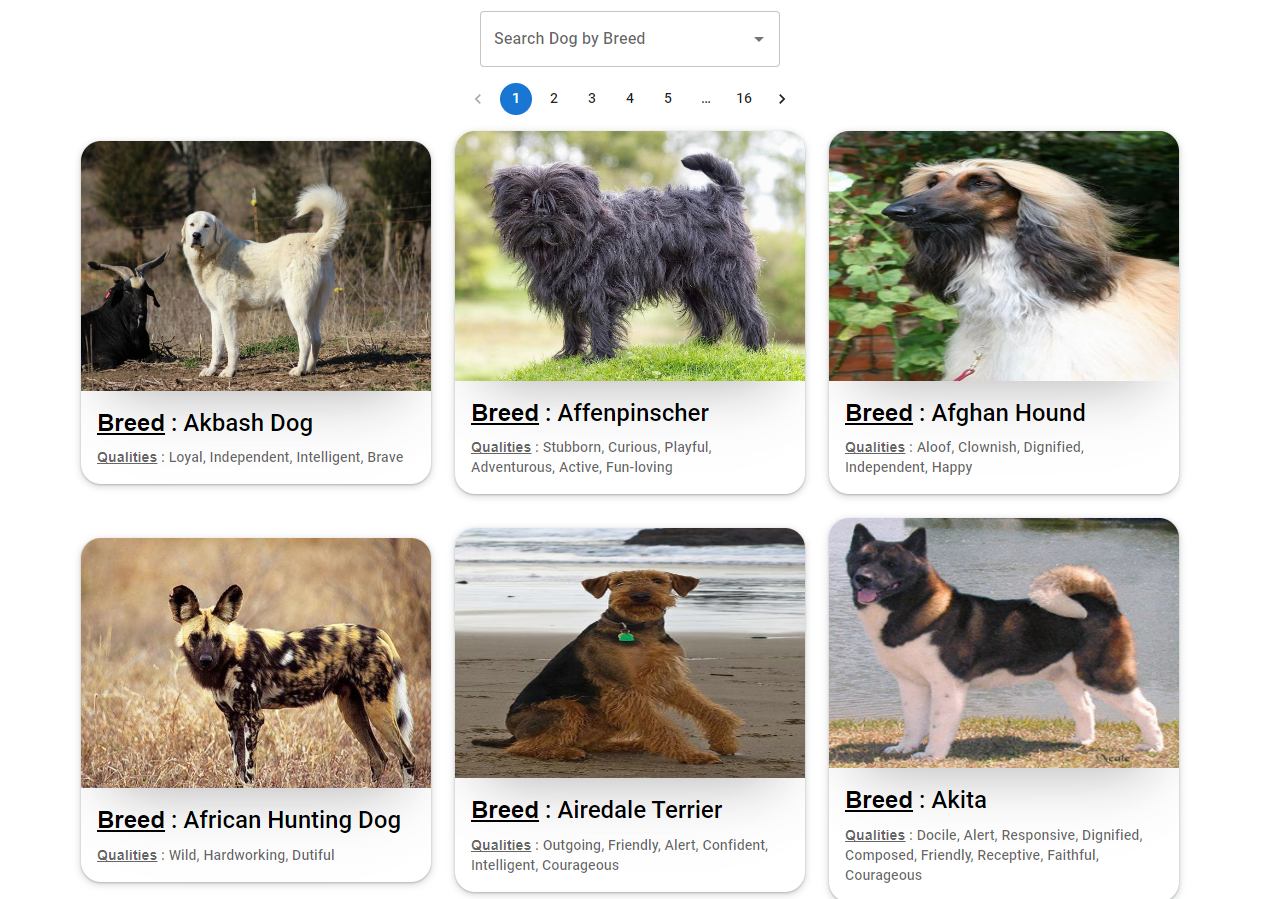 Search Dog by Breed
1 2 3 4 5 … 16
Breed : Akbash Dog
Qualities : Loyal, Independent, Intelligent, Brave
Breed : Affenpinscher
Qualities : Stubborn, Curious, Playful,
Adventurous, Active, Fun-loving
Breed : Afghan Hound
Qualities : Aloof, Clownish, Dignified,
Independent, Happy
Breed : African Hunting Dog
Qualities : Wild, Hardworking, Dutiful
Breed : Airedale Terrier
Qualities : Outgoing, Friendly, Alert, Confident,
Intelligent, Courageous
Breed : Akita
Qualities : Docile, Alert, Responsive, Dignified,
Composed, Friendly, Receptive, Faithful,
Courageous